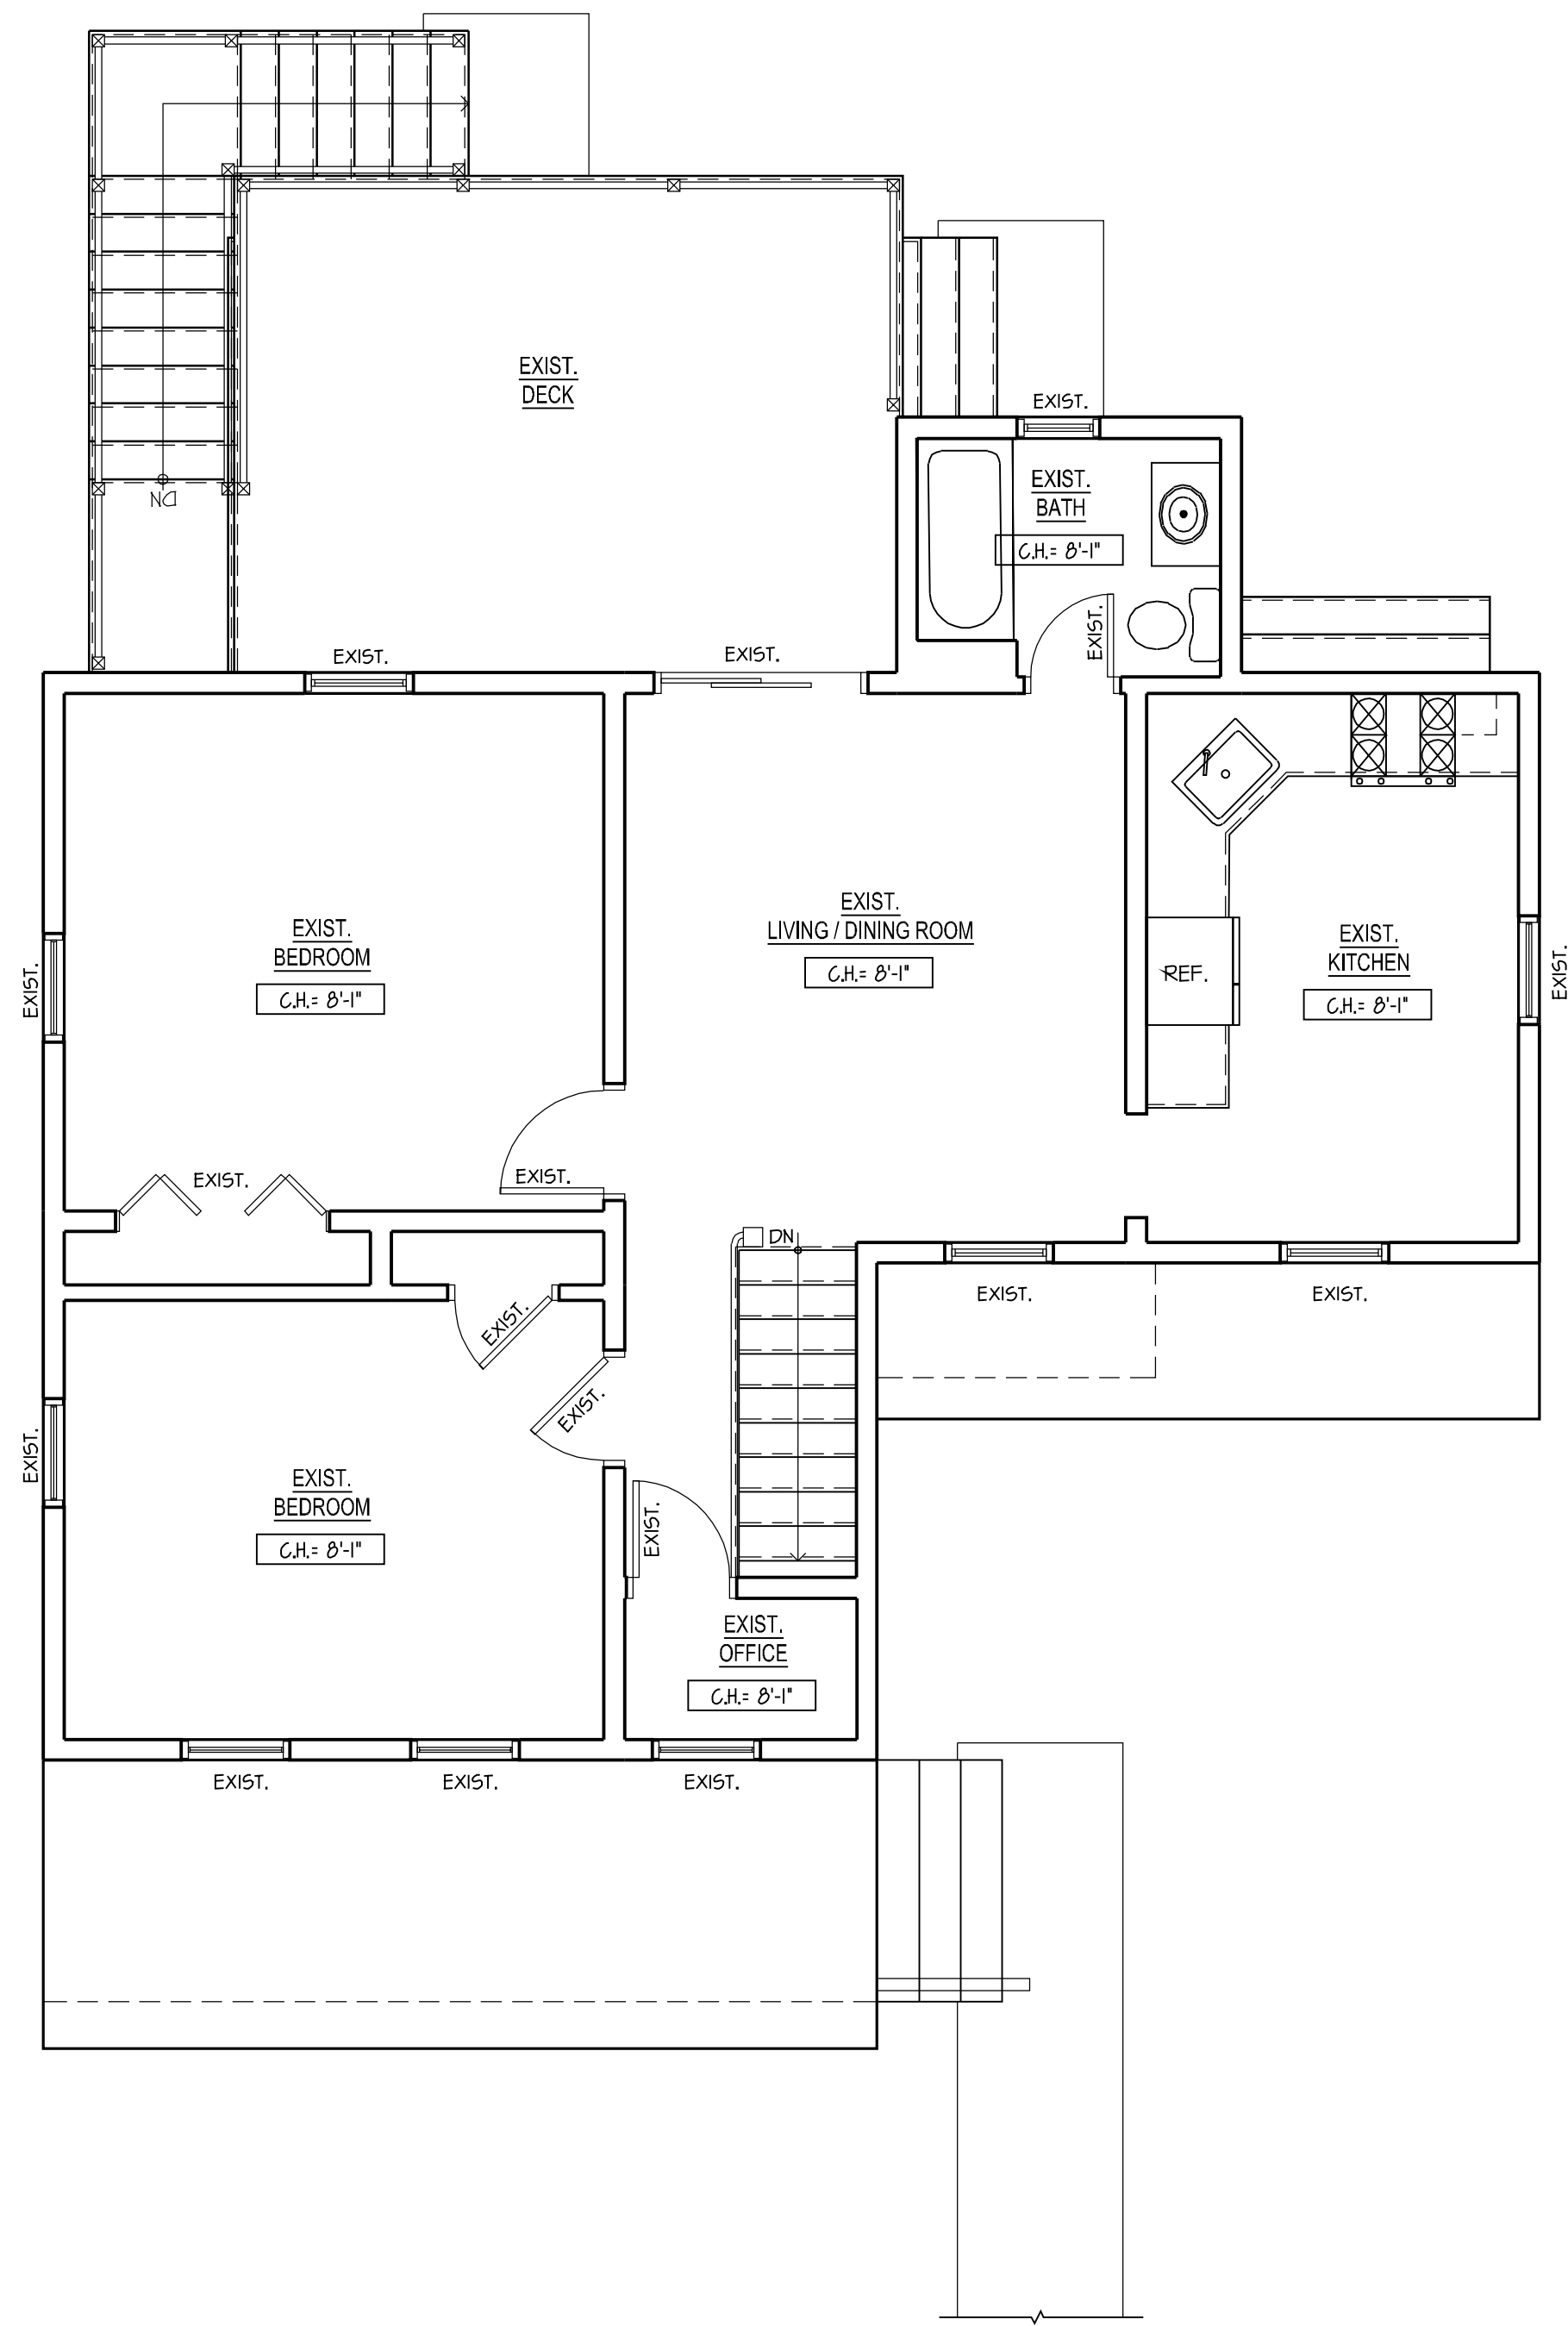 EXIST.
DECK
EXIST.
EXIST.
BATH
C.H.= 8'-1"
DN
EXIST.
EXIST.
EXIST.
EXIST.
BEDROOM
C.H.= 8'-1"
EXIST.
EXIST.
LIVING / DINING ROOM
C.H.= 8'-1"
REF.
EXIST.
KITCHEN
C.H.= 8'-1"
EXIST.
EXIST.
EXIST.
DN
EXIST.
EXIST.
EXIST.
EXIST.
EXIST.
EXIST.
BEDROOM
C.H.= 8'-1"
EXIST.
EXIST.
EXIST.
OFFICE
C.H.= 8'-1"
EXIST.
EXIST.
EXIST.